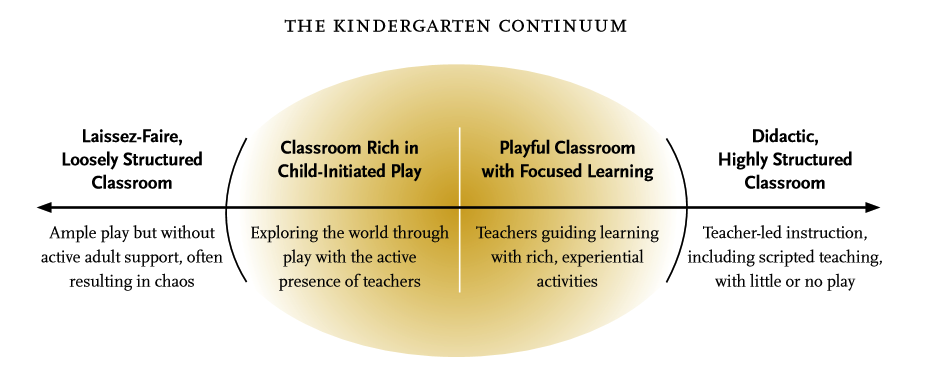 THE KINDERGARTEN CONTINUUM
Laissez-Faire,
Loosely Structured
Classroom
Ample play but without
active adult support, often
resulting in chaos
Classroom Rich in
Child-Initiated Play
Exploring the world through
play with the active
presence of teachers
Playful Classroom
with Focused Learning
Teachers guiding learning
with rich, experiential
activities
Didactic,
Highly Structured
Classroom
Teacher-led instruction,
including scripted teaching,
with little or no play